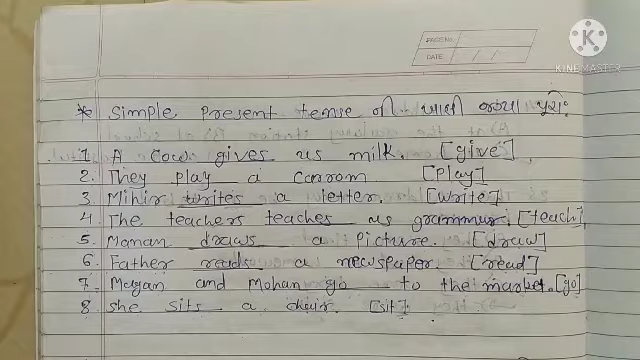 PAGE NO.
DATE / /
KINEMASTER
* Simple Present tense ની ખાલી જગ્યા પૂરો:
1. A cow gives us milk. [give]
2. They play a carrom [Play]
3. Mihir writes a letter. [write]
4. The teachers teaches us grammur. [teach]
5. Manan draws a picture. [draw]
6. Father reads a newspaper. [read]
7. Magan and Mohan go to the market. [go]
8. She sits a chair. [sit]